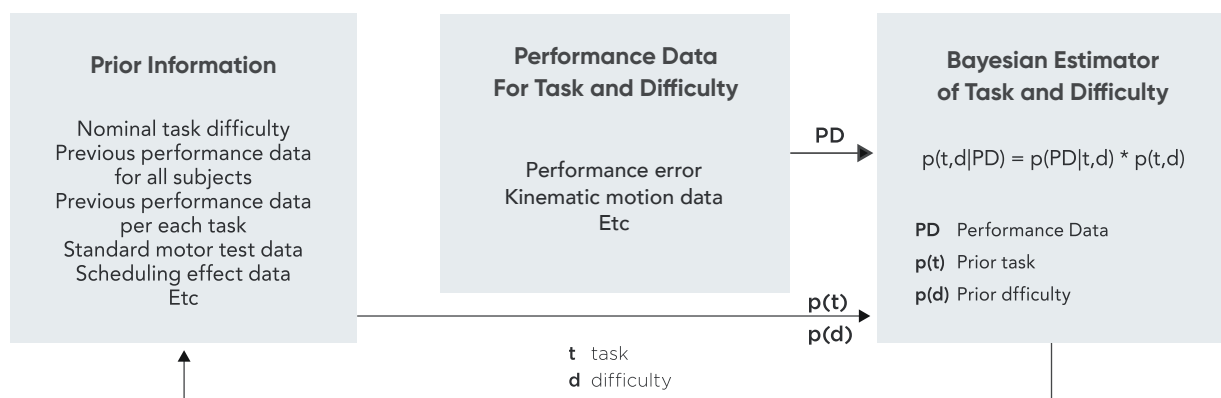 Prior Information
Nominal task difficulty
Previous performance data
for all subjects
Previous performance data
per each task
Standard motor test data
Scheduling effect data
Etc
Performance Data
For Task and Difficulty
Performance error
Kinematic motion data
Etc
PD
Bayesian Estimator
of Task and Difficulty
p(t,d|PD) = p(PD|t,d) * p(t,d)
PD Performance Data
p(t) Prior task
p(d) Prior dfficulty
p(t)
p(d)
t task
d difficulty